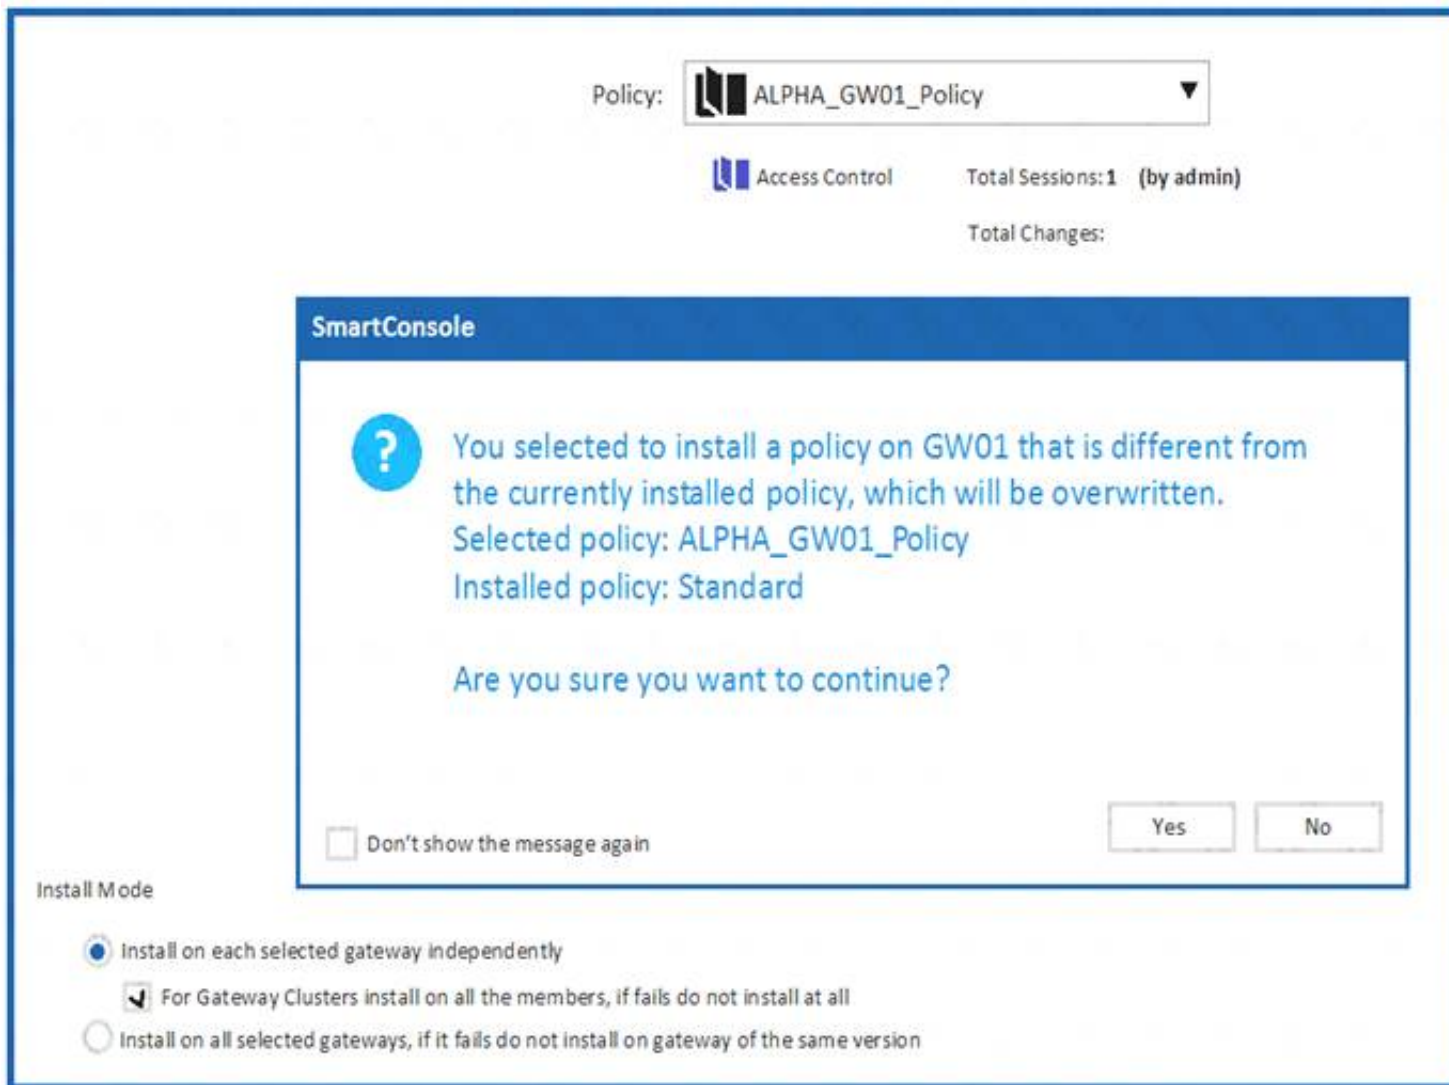 Policy: ALPHA_GW01_Policy
Access Control Total Sessions: 1 (by admin)
Total Changes:
SmartConsole
You selected to install a policy on GW01 that is different from
the currently installed policy, which will be overwritten.
Selected policy: ALPHA_GW01_Policy
Installed policy: Standard
Are you sure you want to continue?
Don't show the message again
Yes No
Install Mode
Install on each selected gateway independently
For Gateway Clusters install on all the members, if fails do not install at all
Install on all selected gateways, if it fails do not install on gateway of the same version